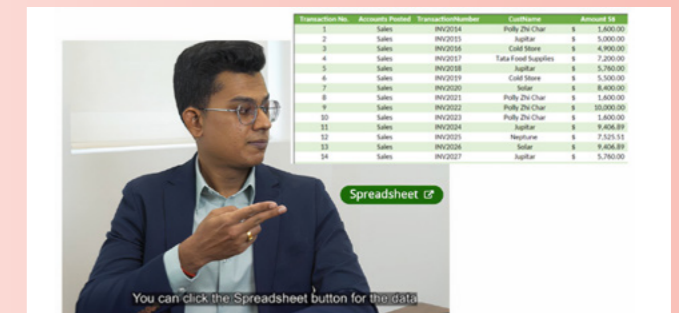 Transaction No. Accounts Posted TransactionNumber CustName Amount S$
1 Sales INV2014 Polly Zhi Char $ 1,600.00
2 Sales INV2015 Jupitar $ 5,000.00
3 Sales INV2016 Cold Store $ 4,900.00
4 Sales INV2017 Tata Food Supplies $ 7,200.00
5 Sales INV2018 Jupitar $ 5,760.00
6 Sales INV2019 Cold Store $ 5,500.00
7 Sales INV2020 Solar $ 8,400.00
8 Sales INV2021 Polly Zhi Char $ 1,600.00
9 Sales INV2022 Polly Zhi Char $ 10,000.00
10 Sales INV2023 Polly Zhi Char $ 1,600.00
11 Sales INV2024 Jupitar $ 9,406.89
12 Sales INV2025 Neptune $ 7,525.51
13 Sales INV2026 Solar $ 9,406.89
14 Sales INV2027 Jupitar $ 5,760.00
Spreadsheet
You can click the Spreadsheet button for the data